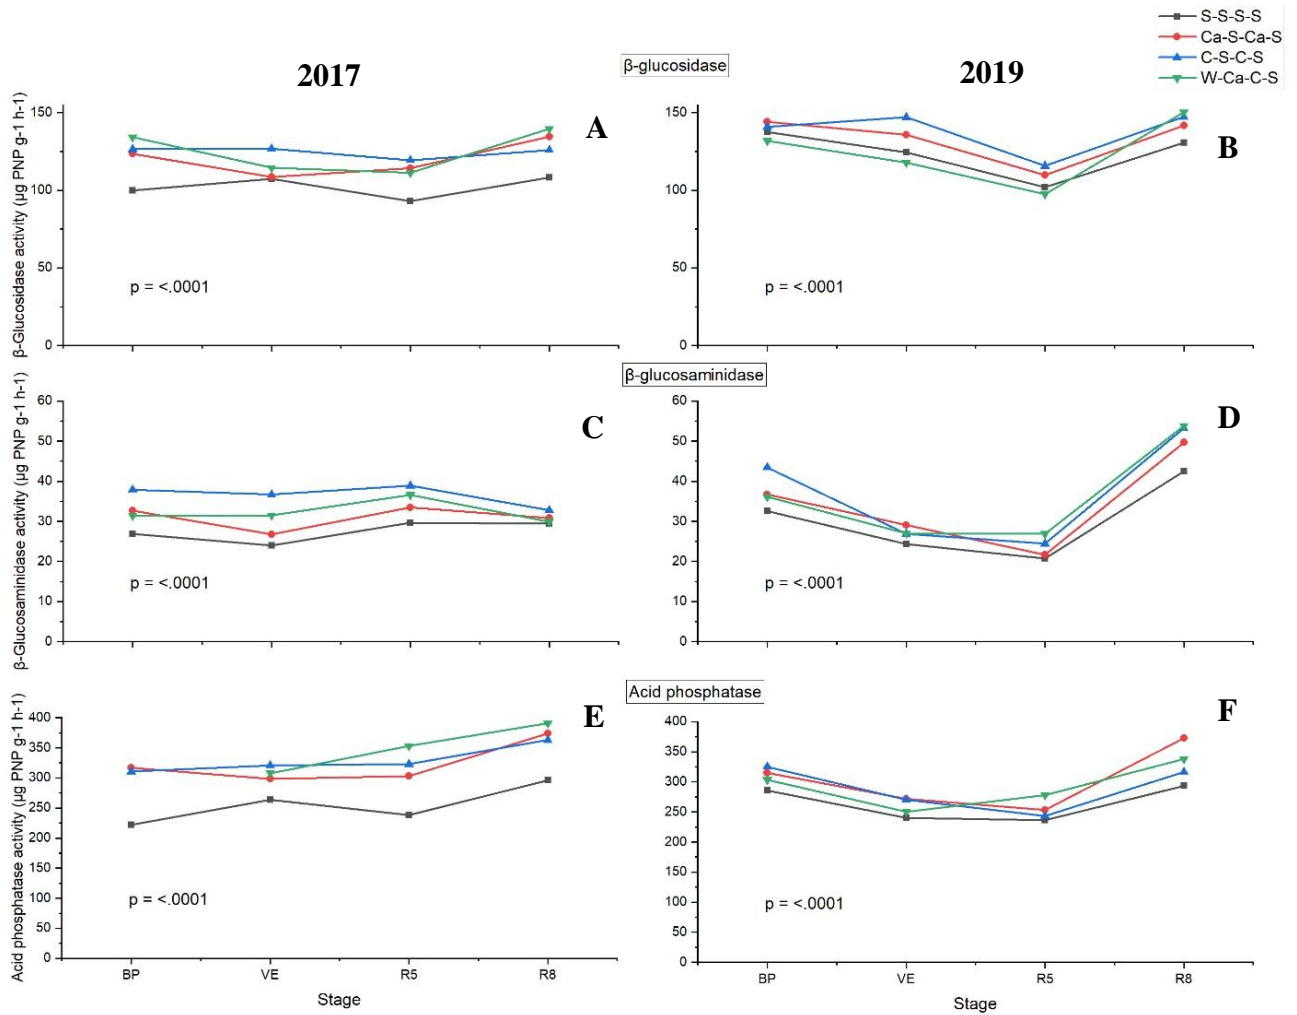 S-S-S-S
Ca-S-Ca-S
C-S-C-S
W-Ca-C-S
2017
β-glucosidase
2019
β-Glucosidase activity (µg PNP g-1 h-1)
150
100
50
0
A
p = <.0001
150
100
50
0
B
p = <.0001
β-glucosaminidase
β-Glucosaminidase activity (µg PNP g-1 h-1)
60
50
40
30
20
10
0
C
p = <.0001
60
50
40
30
20
10
0
D
p = <.0001
Acid phosphatase
Acid phosphatase activity (µg PNP g-1 h-1)
400
350
300
250
200
150
100
50
0
E
p = <.0001
BP VE R5 R8
Stage
400
350
300
250
200
150
100
50
0
F
p = <.0001
BP VE R5 R8
Stage